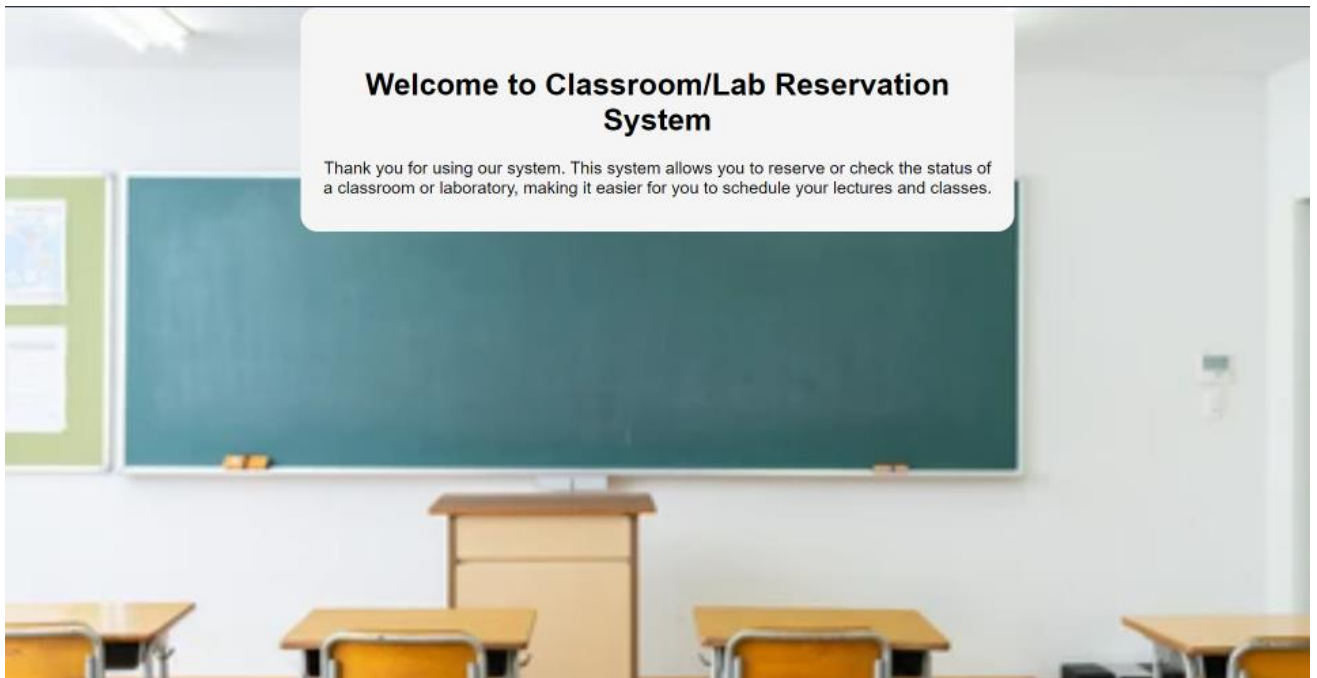 Welcome to Classroom/Lab Reservation
System
Thank you for using our system. This system allows you to reserve or check the status of
a classroom or laboratory, making it easier for you to schedule your lectures and classes.